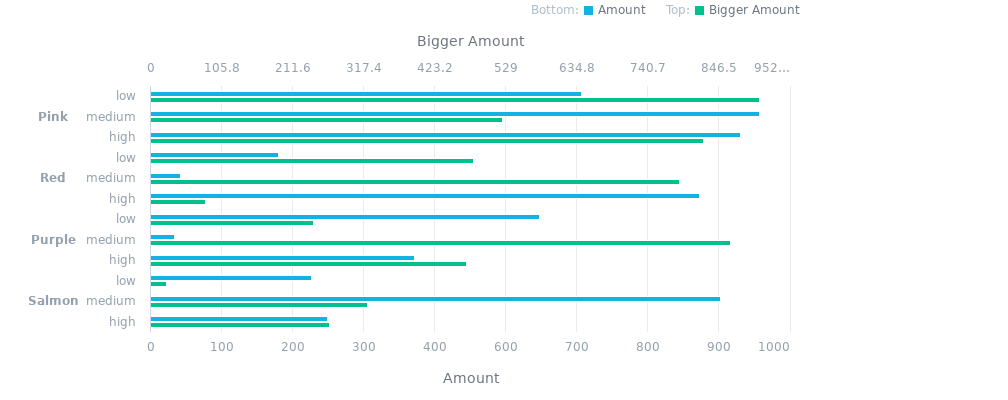 Bottom: Amount Top: Bigger Amount
Bigger Amount
0 105.8 211.6 317.4 423.2 529 634.8 740.7 846.5 952...
low
Pink medium
high
low
Red medium
high
low
Purple medium
high
low
Salmon medium
high
0 100 200 300 400 500 600 700 800 900 1000
Amount